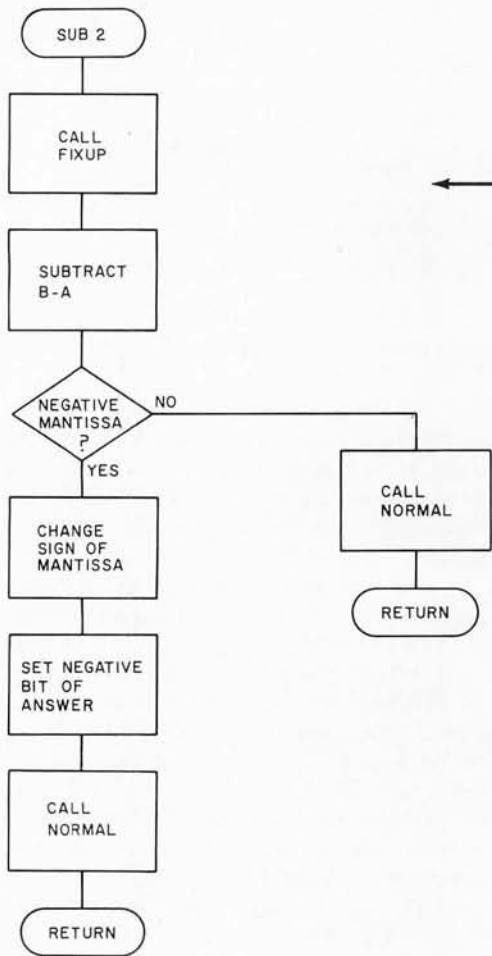 SUB 2
CALL
FIXUP
SUBTRACT
B-A
NEGATIVE
MANTISSA
?
NO
YES
CHANGE
SIGN OF
MANTISSA
SET NEGATIVE
BIT OF
ANSWER
CALL
NORMAL
RETURN
CALL
NORMAL
RETURN